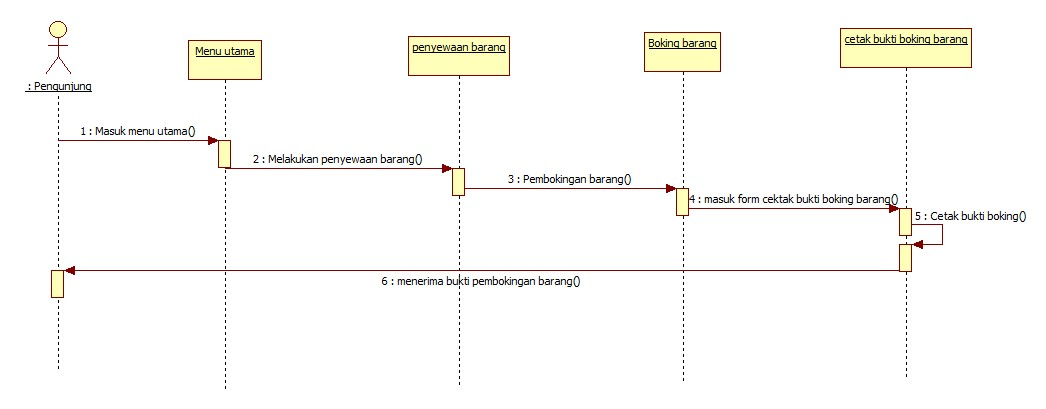 : Pengunjung
Menu utama
penyewaan barang
Boking barang
cetak bukti boking barang
1 : Masuk menu utama()
2 : Melakukan penyewaan barang()
3 : Pembokingan barang()
4 : masuk form cektak bukti boking barang()
5 : Cetak bukti boking()
6 : menerima bukti pembokingan barang()